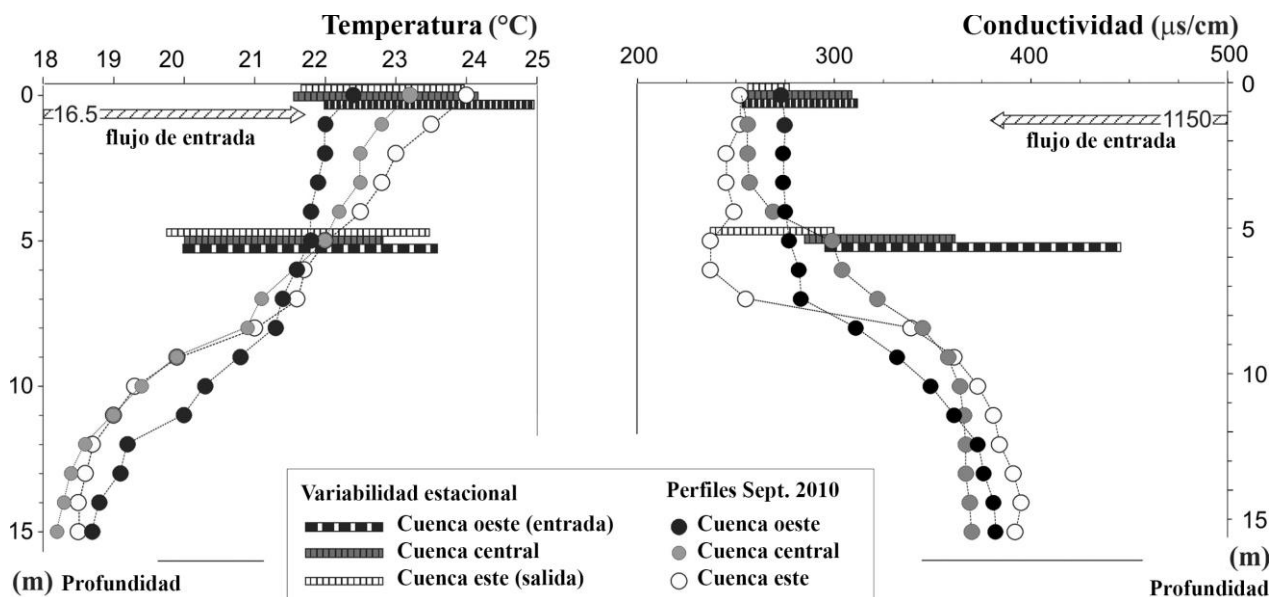 Temperatura (°C)
18 19 20 21 22 23 24 25
0
16.5
flujo de entrada
5
10
15
(m) Profundidad
Conductividad (μs/cm)
200 300 400 500
0
1150
flujo de entrada
5
10
15
(m)
Profundidad
Variabilidad estacional
Cuenca oeste (entrada)
Cuenca central
Cuenca este (salida)
Perfiles Sept. 2010
Cuenca oeste
Cuenca central
Cuenca este